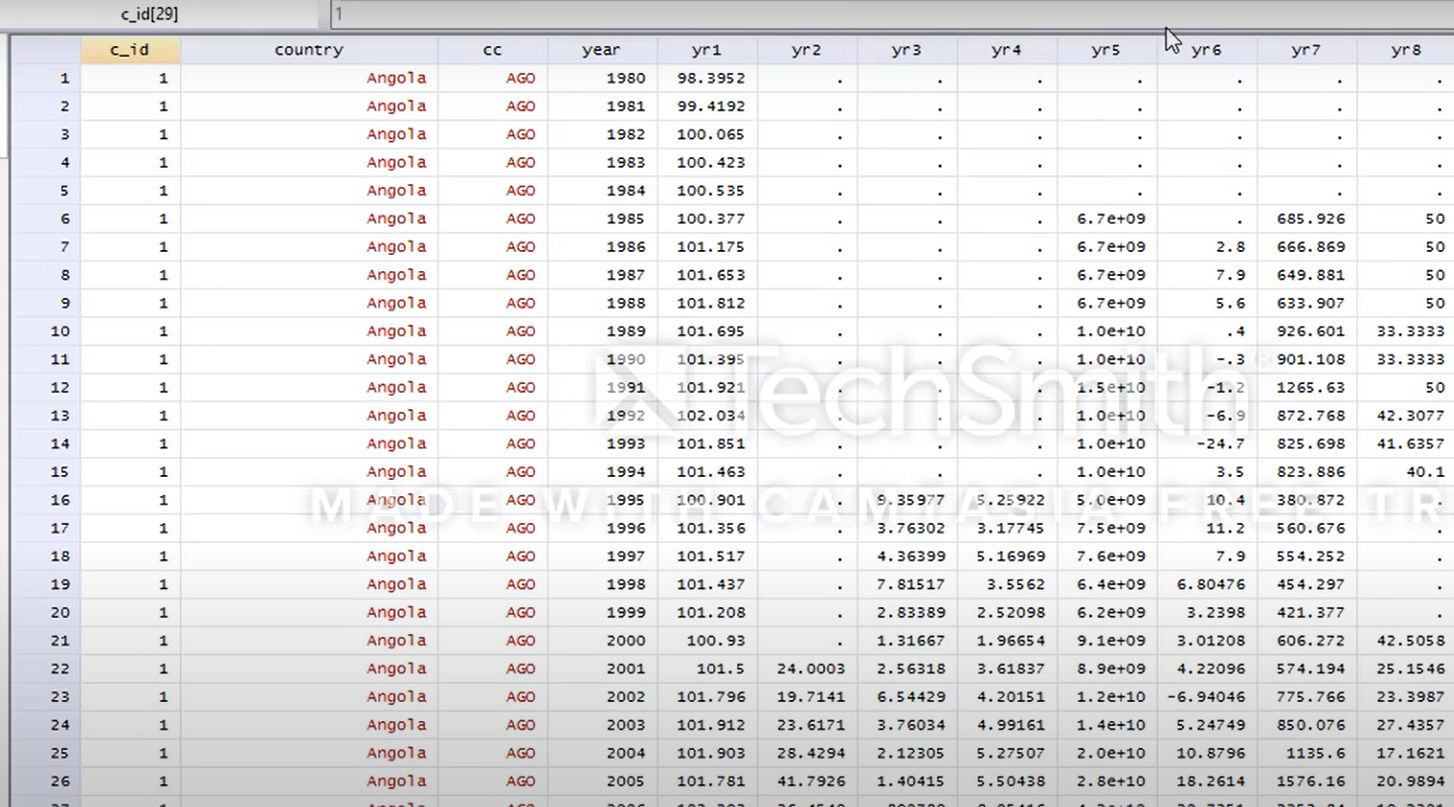 c_id[29] 1
c_id country cc year yr1 yr2 yr3 yr4 yr5 yr6 yr7 yr8
1 1 Angola AGO 1980 98.3952 . . . . . . .
2 1 Angola AGO 1981 99.4192 . . . . . . .
3 1 Angola AGO 1982 100.065 . . . . . . .
4 1 Angola AGO 1983 100.423 . . . . . . .
5 1 Angola AGO 1984 100.535 . . . . . . .
6 1 Angola AGO 1985 100.377 . . . 6.7e+09 . 685.926 50
7 1 Angola AGO 1986 101.175 . . . 6.7e+09 2.8 666.869 50
8 1 Angola AGO 1987 101.653 . . . 6.7e+09 7.9 649.881 50
9 1 Angola AGO 1988 101.812 . . . 6.7e+09 5.6 633.907 50
10 1 Angola AGO 1989 101.695 . . . 1.0e+10 .4 926.601 33.3333
11 1 Angola AGO 1990 101.395 . . . 1.0e+10 -.3 901.108 33.3333
12 1 Angola AGO 1991 101.921 . . . 1.5e+10 -1.2 1265.63 50
13 1 Angola AGO 1992 102.034 . . . 1.0e+10 -6.9 872.768 42.3077
14 1 Angola AGO 1993 101.851 . . . 1.0e+10 -24.7 825.698 41.6357
15 1 Angola AGO 1994 101.463 . . . 1.0e+10 3.5 823.886 40.1
16 1 Angola AGO 1995 100.901 . 9.35977 5.25922 5.0e+09 10.4 380.872 .
17 1 Angola AGO 1996 101.356 . 3.76302 3.17745 7.5e+09 11.2 560.676 .
18 1 Angola AGO 1997 101.517 . 4.36399 5.16969 7.6e+09 7.9 554.252 .
19 1 Angola AGO 1998 101.437 . 7.81517 3.5562 6.4e+09 6.80476 454.297 .
20 1 Angola AGO 1999 101.208 . 2.83389 2.52098 6.2e+09 3.2398 421.377 .
21 1 Angola AGO 2000 100.93 . 1.31667 1.96654 9.1e+09 3.01208 606.272 42.5058
22 1 Angola AGO 2001 101.5 24.0003 2.56318 3.61837 8.9e+09 4.22096 574.194 25.1546
23 1 Angola AGO 2002 101.796 19.7141 6.54429 4.20151 1.2e+10 -6.94046 775.766 23.3987
24 1 Angola AGO 2003 101.912 23.6171 3.76034 4.99161 1.4e+10 5.24749 850.076 27.4357
25 1 Angola AGO 2004 101.903 28.4294 2.12305 5.27507 2.0e+10 10.8796 1135.6 17.1621
26 1 Angola AGO 2005 101.781 41.7926 1.40415 5.50438 2.8e+10 18.2614 1576.16 20.9894
TechSmith®
MADE WITH CAMTASIA FREE TR